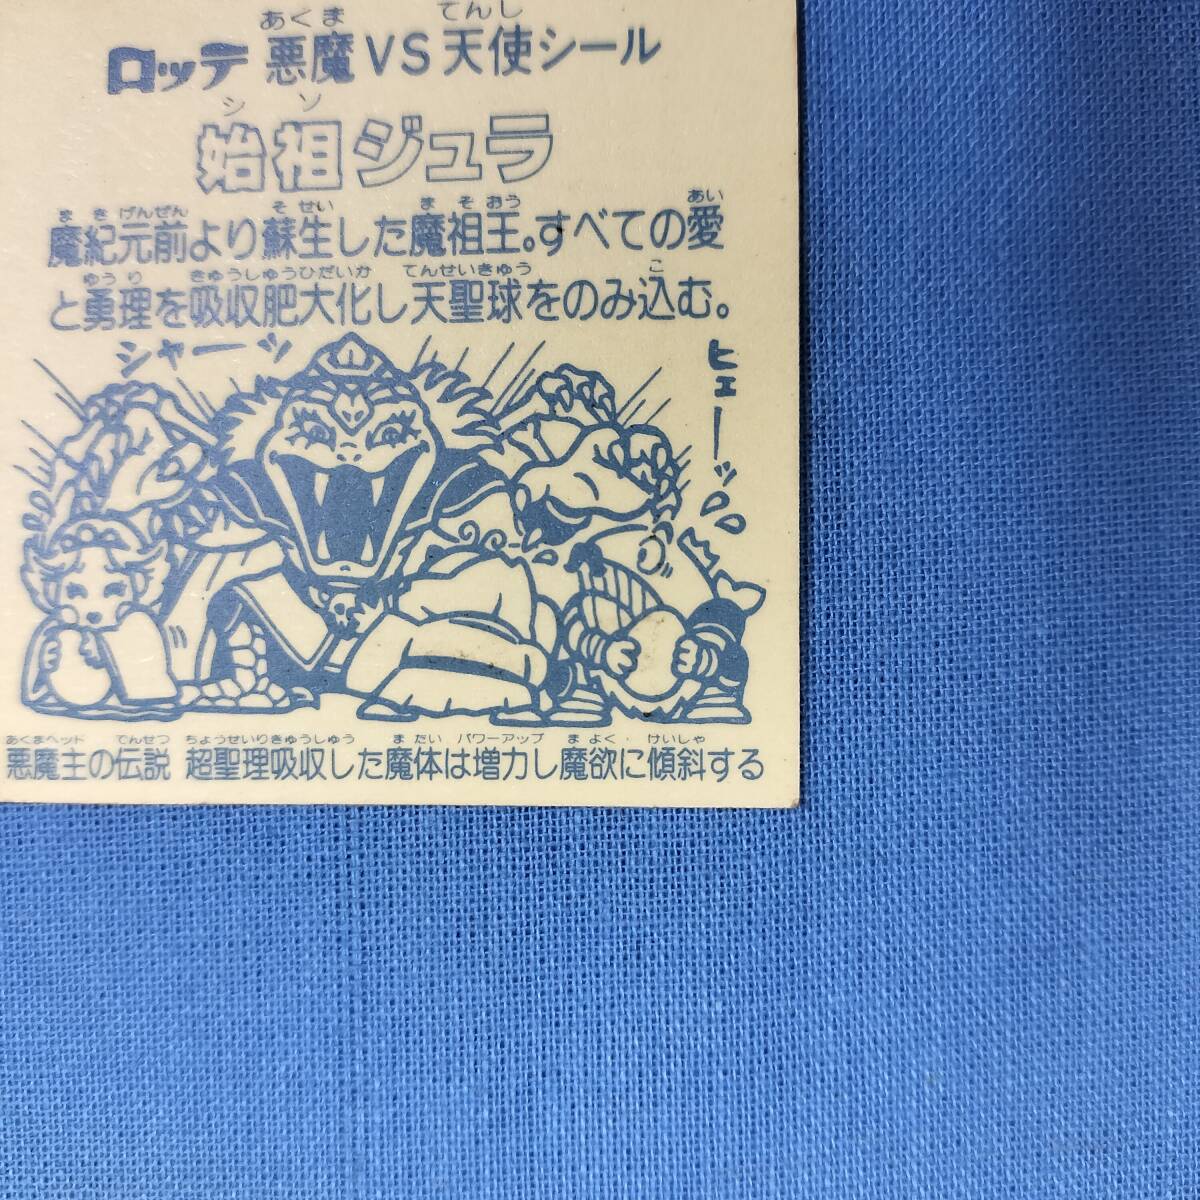 あくま てんし
ロッテ 悪魔VS天使シール
シソ
始祖ジュラ
まきげんぜん そせい まそおう あい
魔紀元前より蘇生した魔祖王。すべての愛
ゆうり きゅうしゅうひだいか てんせいきゅう こ
と勇理を吸収肥大化し天聖球をのみ込む。
シャーッ
ヒェーッ
あくまヘッド でんせつ ちょうせいりきゅうしゅう まだい パワーアップ まよく・けいしゃ
悪魔主の伝説 超聖理吸収した魔体は増力し魔欲に傾斜する